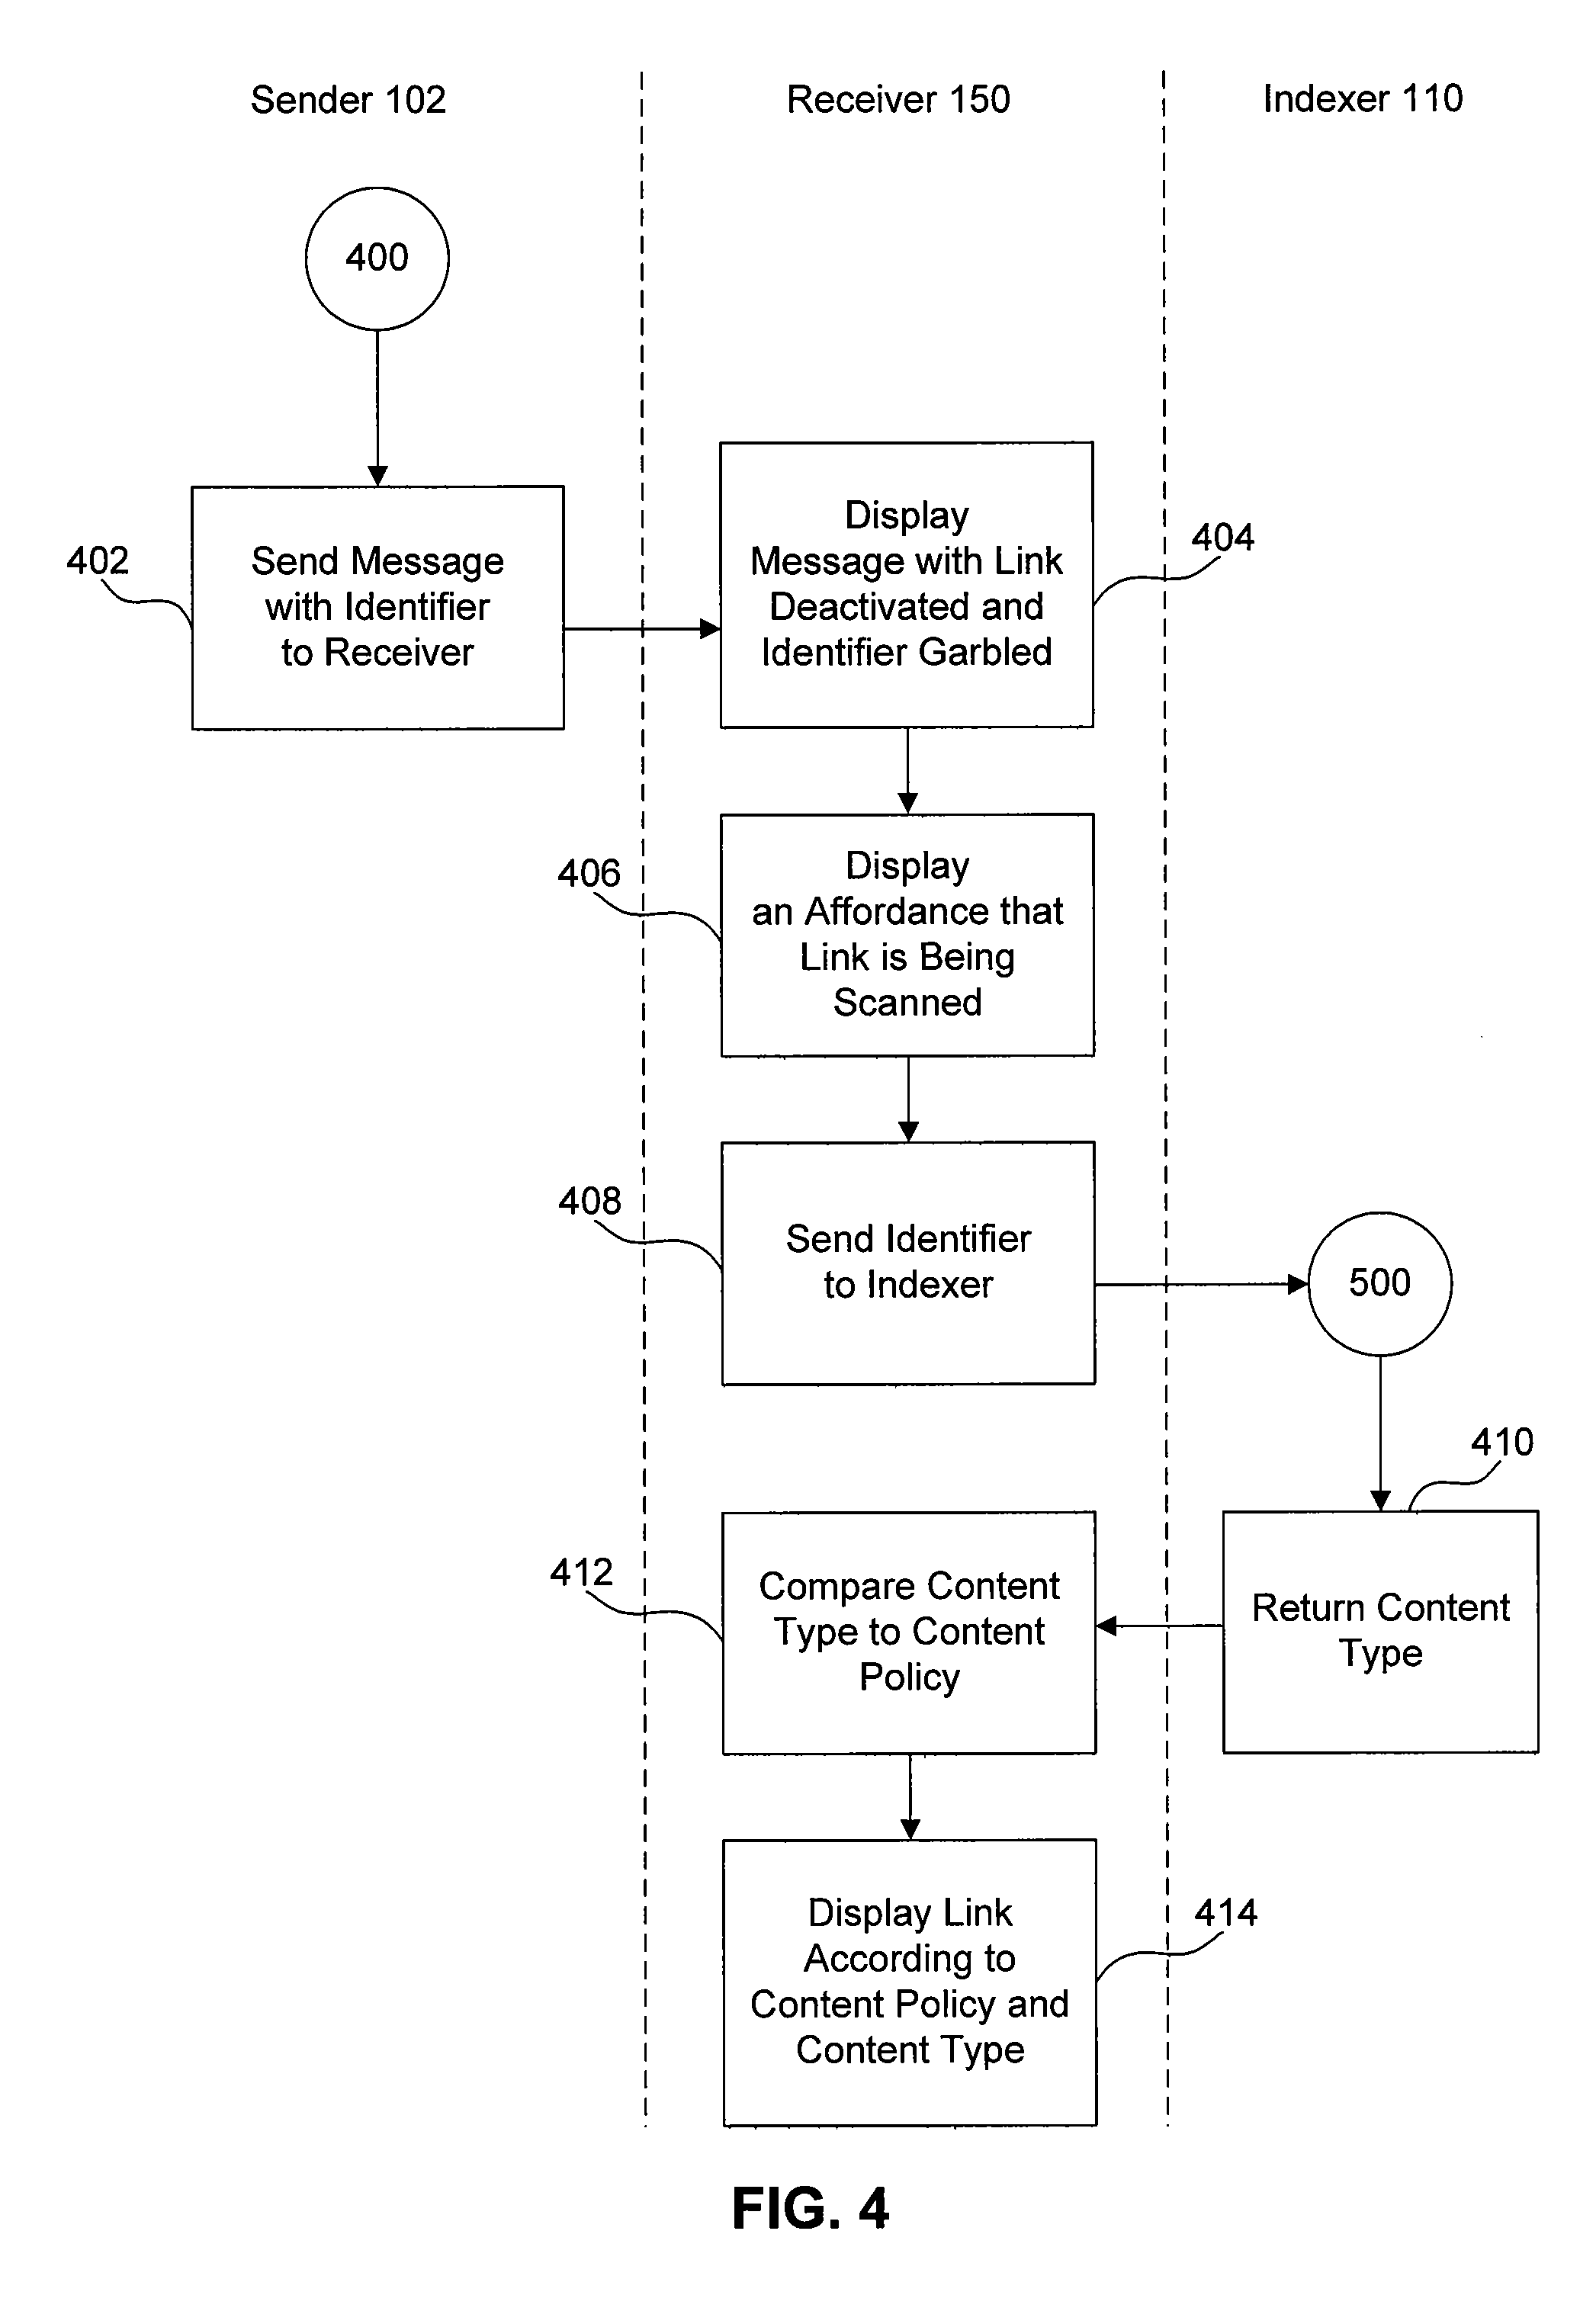 Sender 102
Receiver 150
Indexer 110
400
402
Send Message
with Identifier
to Receiver
Display
Message with Link
Deactivated and
Identifier Garbled
404
406
Display
an Affordance that
Link is Being
Scanned
408
Send Identifier
to Indexer
500
410
Return Content
Type
412
Compare Content
Type to Content
Policy
Display Link
According to
Content Policy and
Content Type
414
FIG. 4